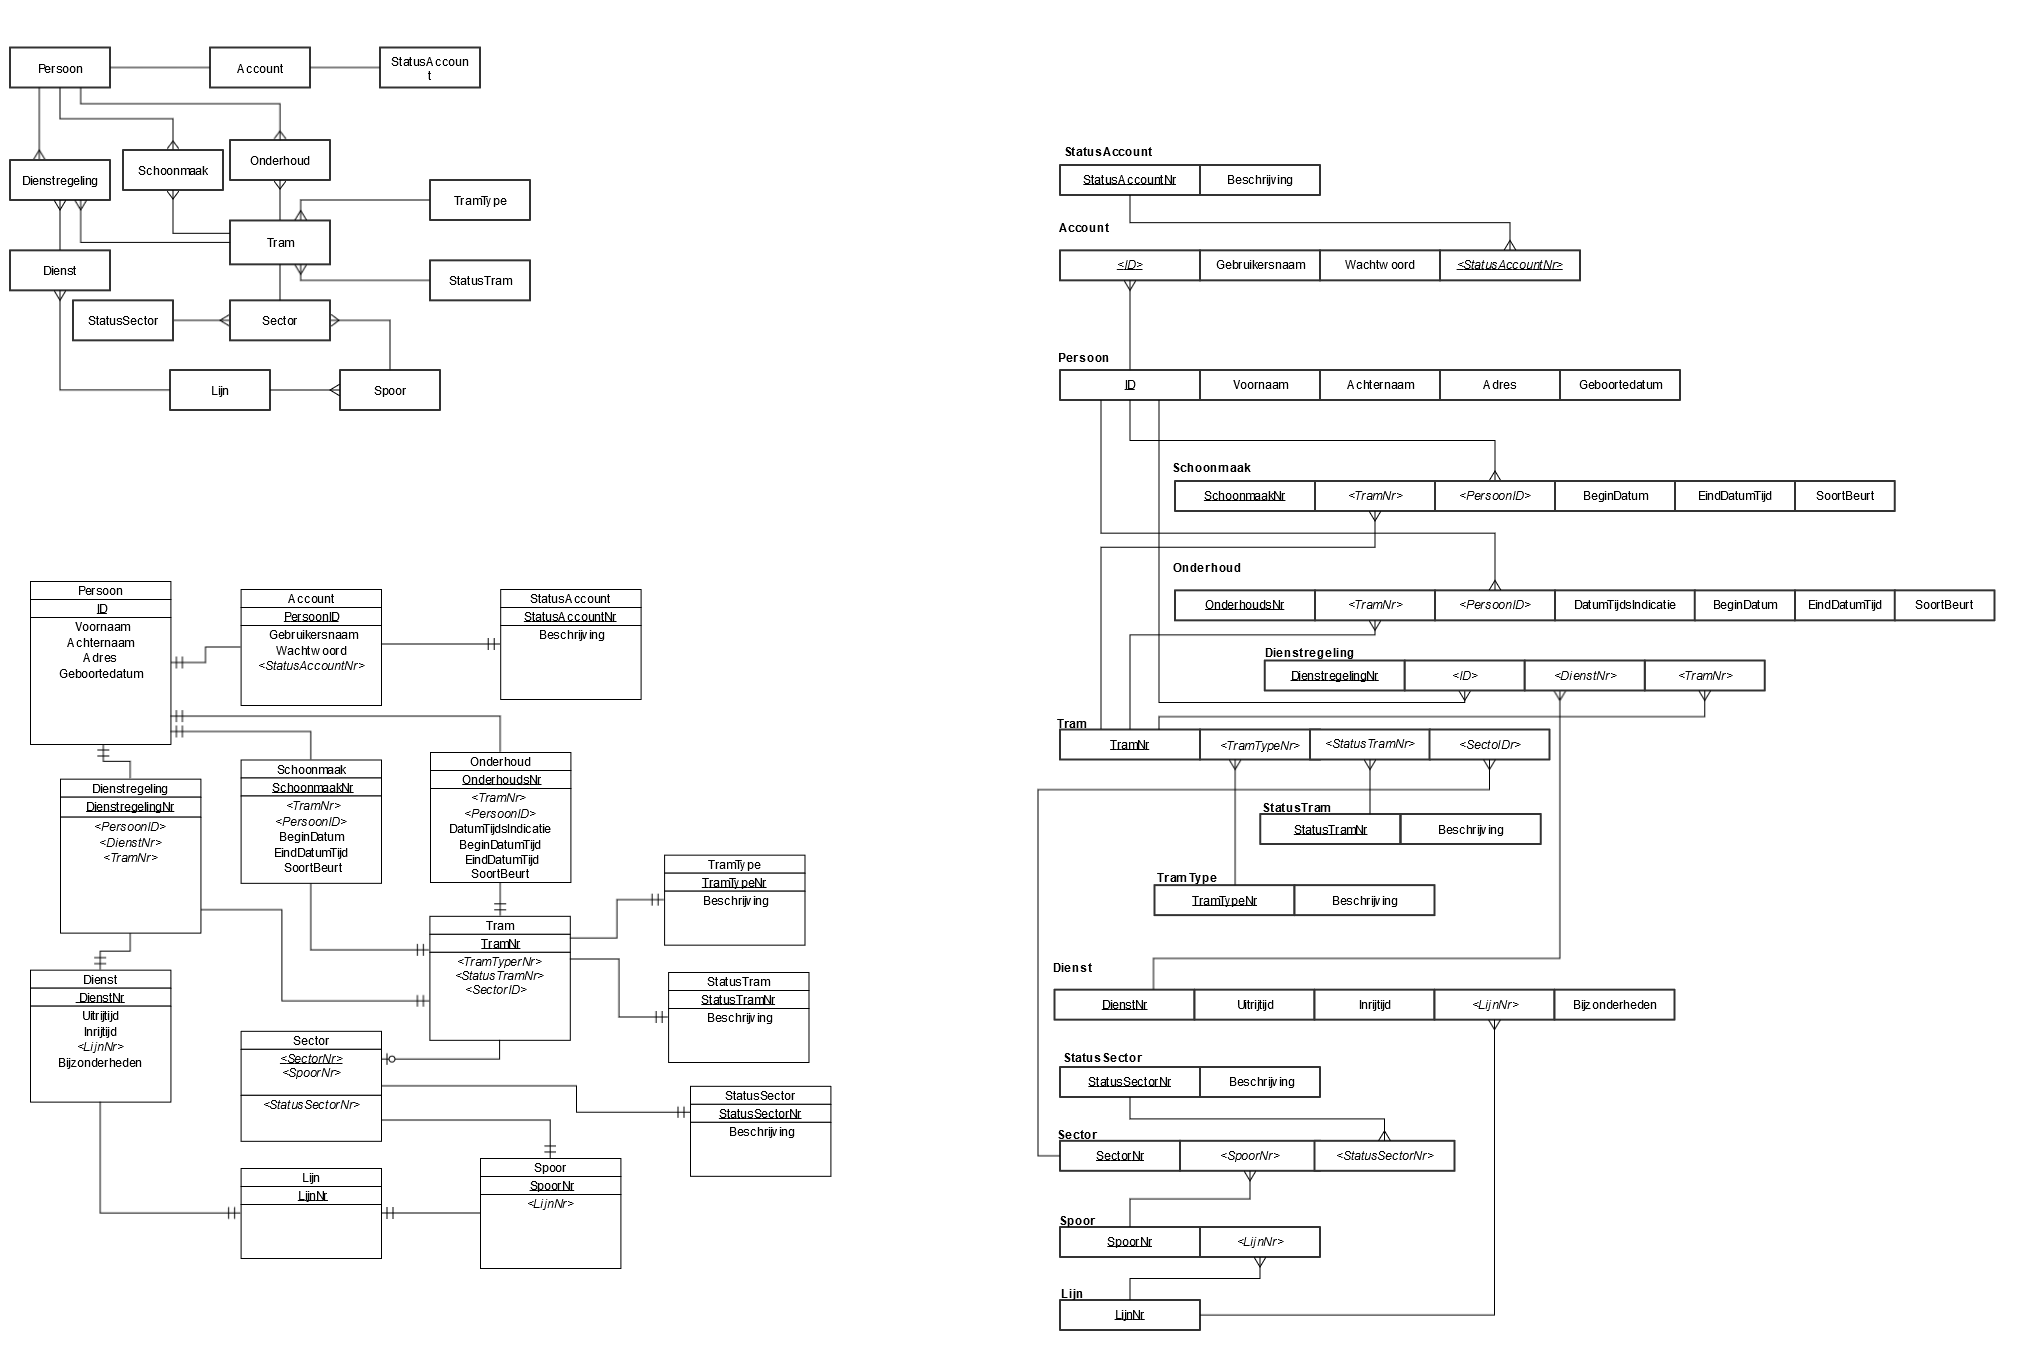 Persoon
Account
StatusAccoun
t
Dienstregeling
Schoonmaak
Onderhoud
TramType
Tram
Dienst
StatusTram
StatusSector
Sector
Lijn
Spoor
Persoon
ID
Voornaam
Achternaam
Adres
Geboortedatum
Account
PersoonID
Gebruikersnaam
Wachtwoord
<StatusAccountNr>
StatusAccount
StatusAccountNr
Beschrijving
Dienstregeling
DienstregelingNr
<PersoonID>
<DienstNr>
<TramNr>
Schoonmaak
SchoonmaakNr
<TramNr>
<PersoonID>
BeginDatum
EindDatumTijd
SoortBeurt
Onderhoud
OnderhoudsNr
<TramNr>
<PersoonID>
DatumTijdsIndicatie
BeginDatumTijd
EindDatumTijd
SoortBeurt
TramType
TramTypeNr
Beschrijving
Tram
TramNr
<TramTyperNr>
<StatusTramNr>
<SectorID>
Dienst
DienstNr
Uitrijtijd
Inrijtijd
<LijnNr>
Bijzonderheden
StatusTram
StatusTramNr
Beschrijving
Sector
<SectorNr>
<SpoorNr>
<StatusSectorNr>
StatusSector
StatusSectorNr
Beschrijving
Lijn
LijnNr
Spoor
SpoorNr
<LijnNr>
StatusAccount
StatusAccountNr Beschrijving
Account
<ID> Gebruikersnaam Wachtwoord <StatusAccountNr>
Persoon
ID Voornaam Achternaam Adres Geboortedatum
Schoonmaak
SchoonmaakNr <TramNr> <PersoonID> BeginDatum EindDatumTijd SoortBeurt
Onderhoud
OnderhoudsNr <TramNr> <PersoonID> DatumTijdsIndicatie BeginDatum EindDatumTijd SoortBeurt
Dienstregeling
DienstregelingNr <ID> <DienstNr> <TramNr>
Tram
TramNr <TramTypeNr> <StatusTramNr> <SectoIDr>
StatusTram
StatusTramNr Beschrijving
TramType
TramTypeNr Beschrijving
Dienst
DienstNr Uitrijtijd Inrijtijd <LijnNr> Bijzonderheden
StatusSector
StatusSectorNr Beschrijving
Sector
SectorNr <SpoorNr> <StatusSectorNr>
Spoor
SpoorNr <LijnNr>
Lijn
LijnNr